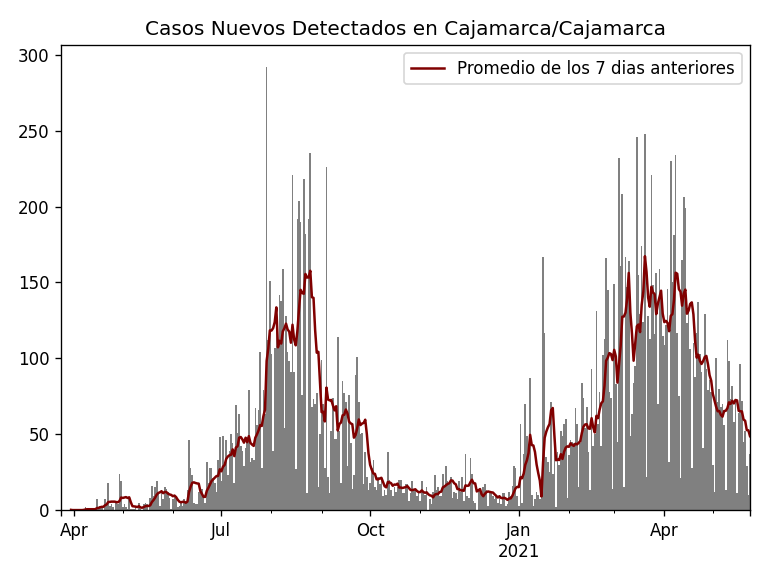 Casos Nuevos Detectados en Cajamarca/Cajamarca
Promedio de los 7 dias anteriores
300
250
200
150
100
50
0
Apr Jul Oct Jan Apr
2021